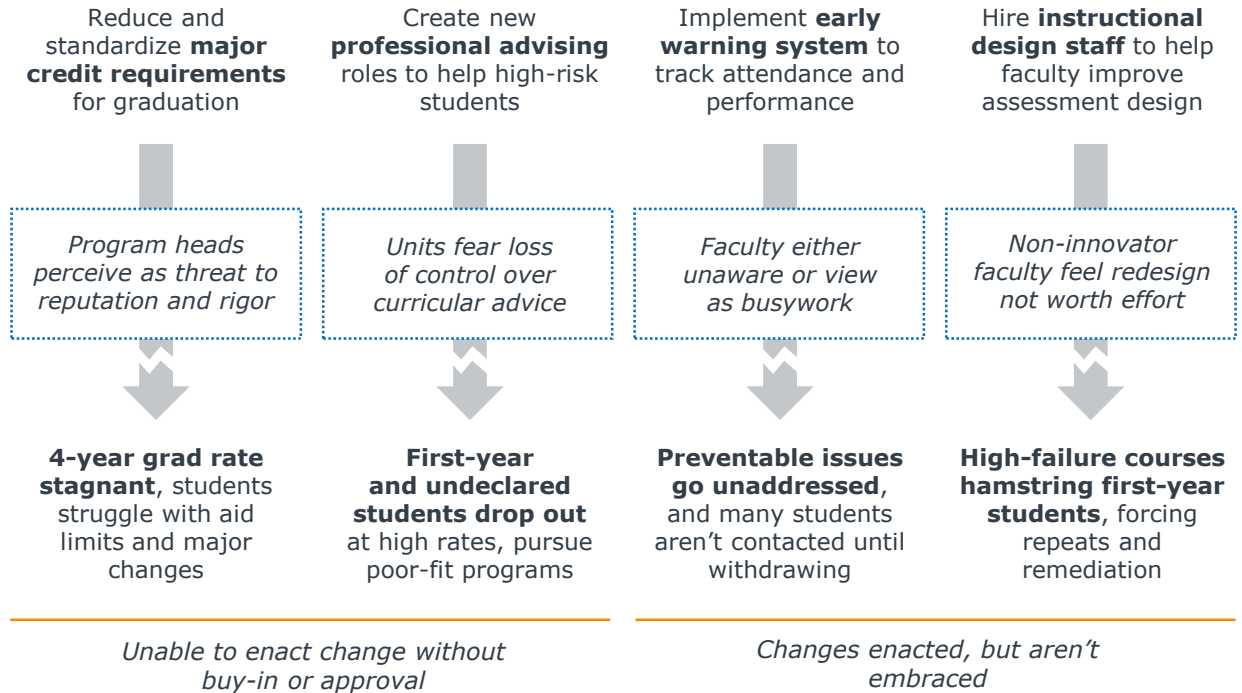 Reduce and
standardize major
credit requirements
for graduation
Create new
professional advising
roles to help high-risk
students
Implement early
warning system to
track attendance and
performance
Hire instructional
design staff to help
faculty improve
assessment design
Program heads
perceive as threat to
reputation and rigor
Units fear loss
of control over
curricular advice
Faculty either
unaware or view
as busywork
Non-innovator
faculty feel redesign
not worth effort
4-year grad rate
stagnant, students
struggle with aid
limits and major
changes
First-year
and undeclared
students drop out
at high rates, pursue
poor-fit programs
Preventable issues
go unaddressed,
and many students
aren't contacted until
withdrawing
High-failure courses
hamstring first-year
students, forcing
repeats and
remediation
Unable to enact change without
buy-in or approval
Changes enacted, but aren't
embraced